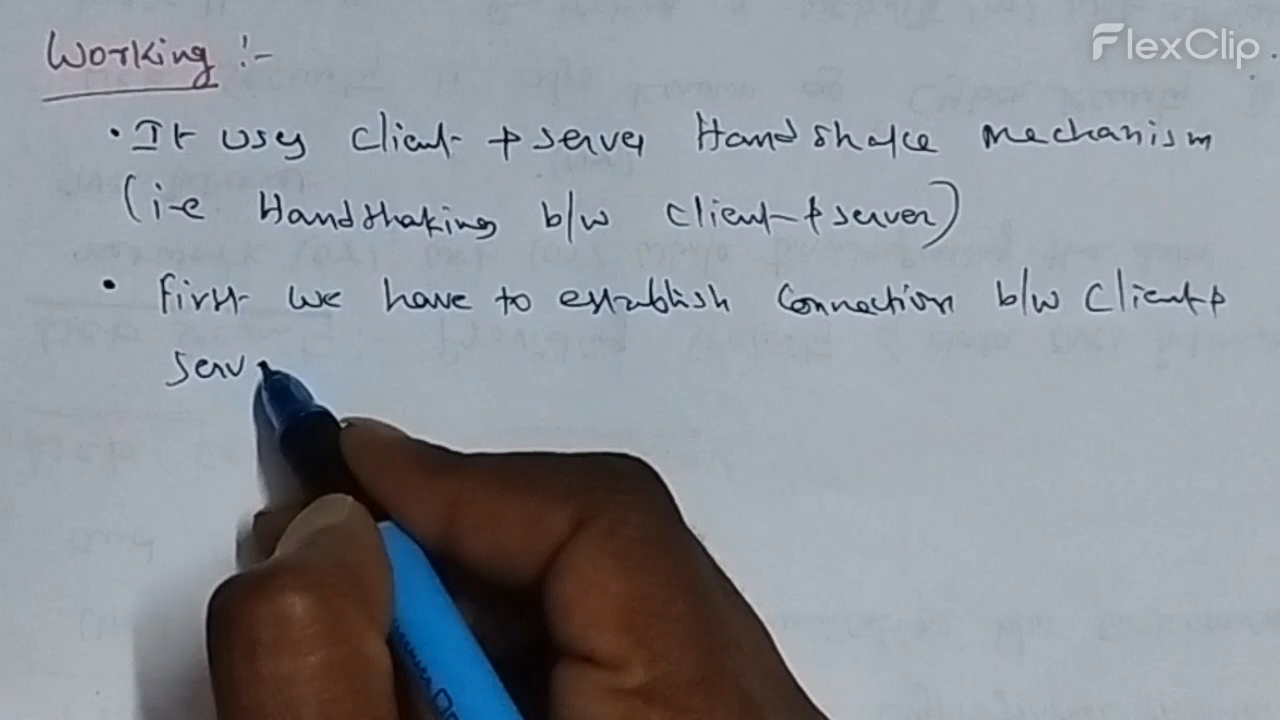 Working :-
FlexClip
• It uses client & server Handshake mechanism
(i-e Handshaking b/w client & server)
• First we have to establish connection b/w client &
serv